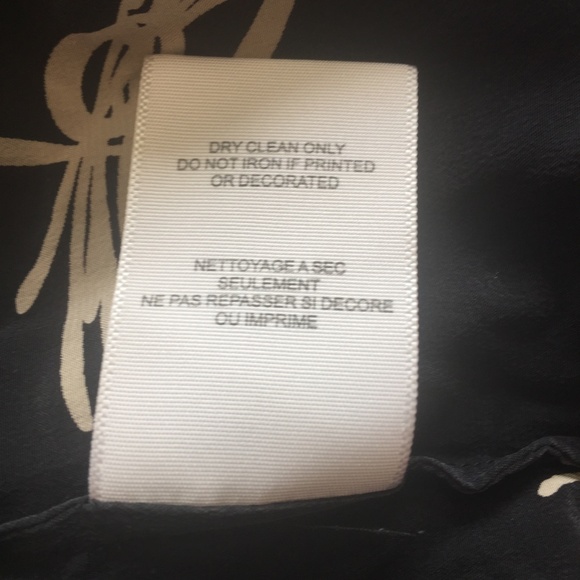 DRY CLEAN ONLY
DO NOT IRON IF PRINTED
OR DECORATED
NETTOYAGE A SEC
SEULEMENT
NE PAS REPASSER SI DECORE
OU IMPRIME